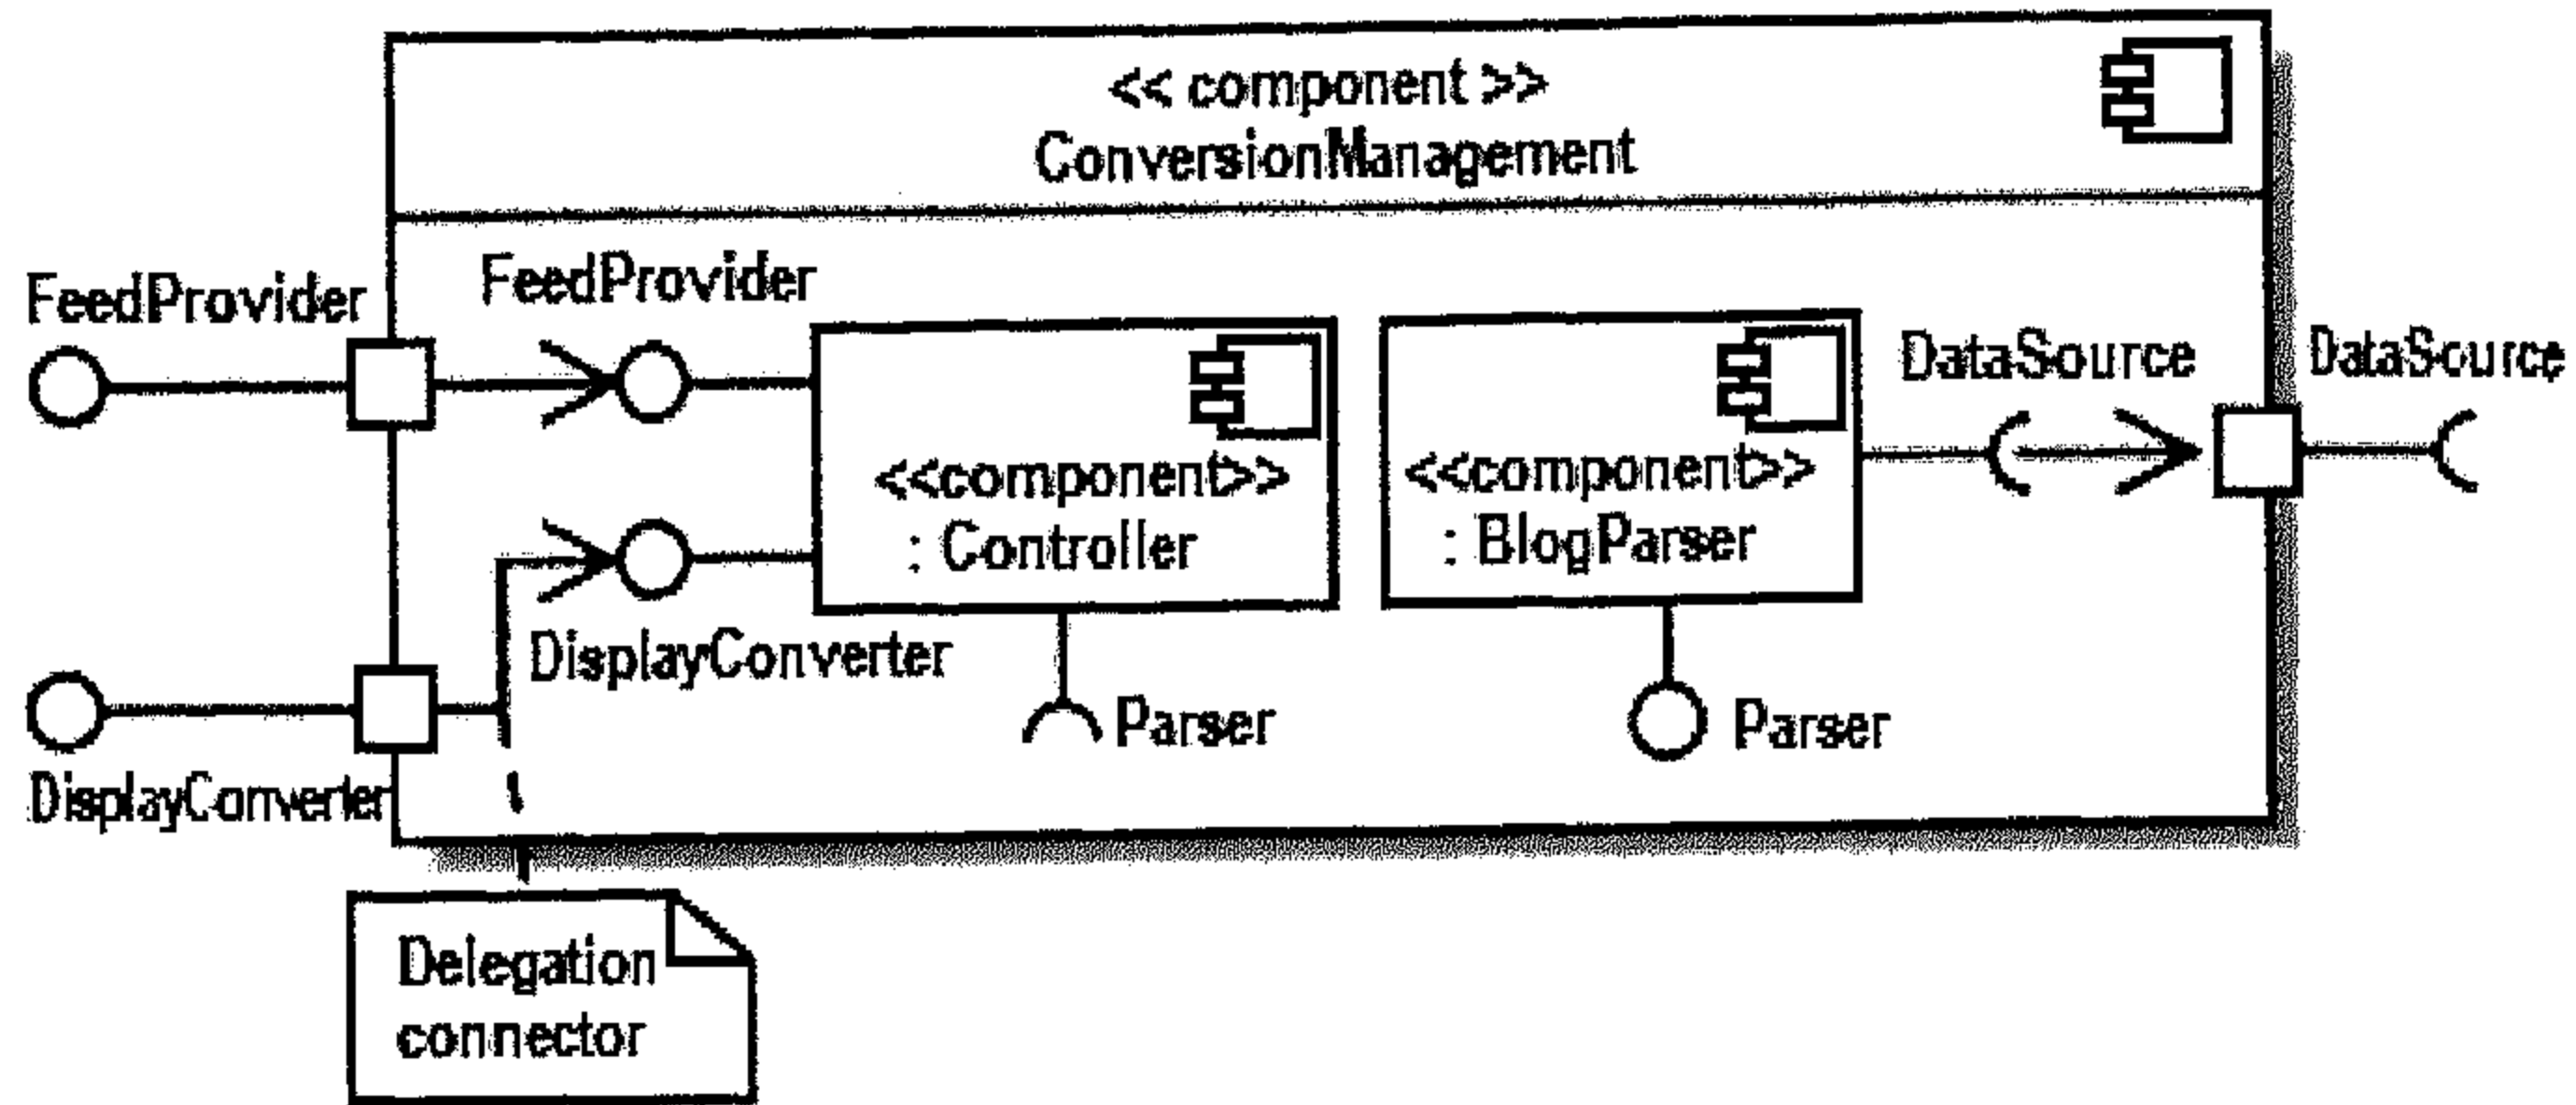 << component >>
ConversionManagement
FeedProvider
FeedProvider
DataSource
DataSource
<<component>>
: Controller
<<component>>
: BlogParser
DisplayConverter
Parser
Parser
DisplayConverter
Delegation
connector